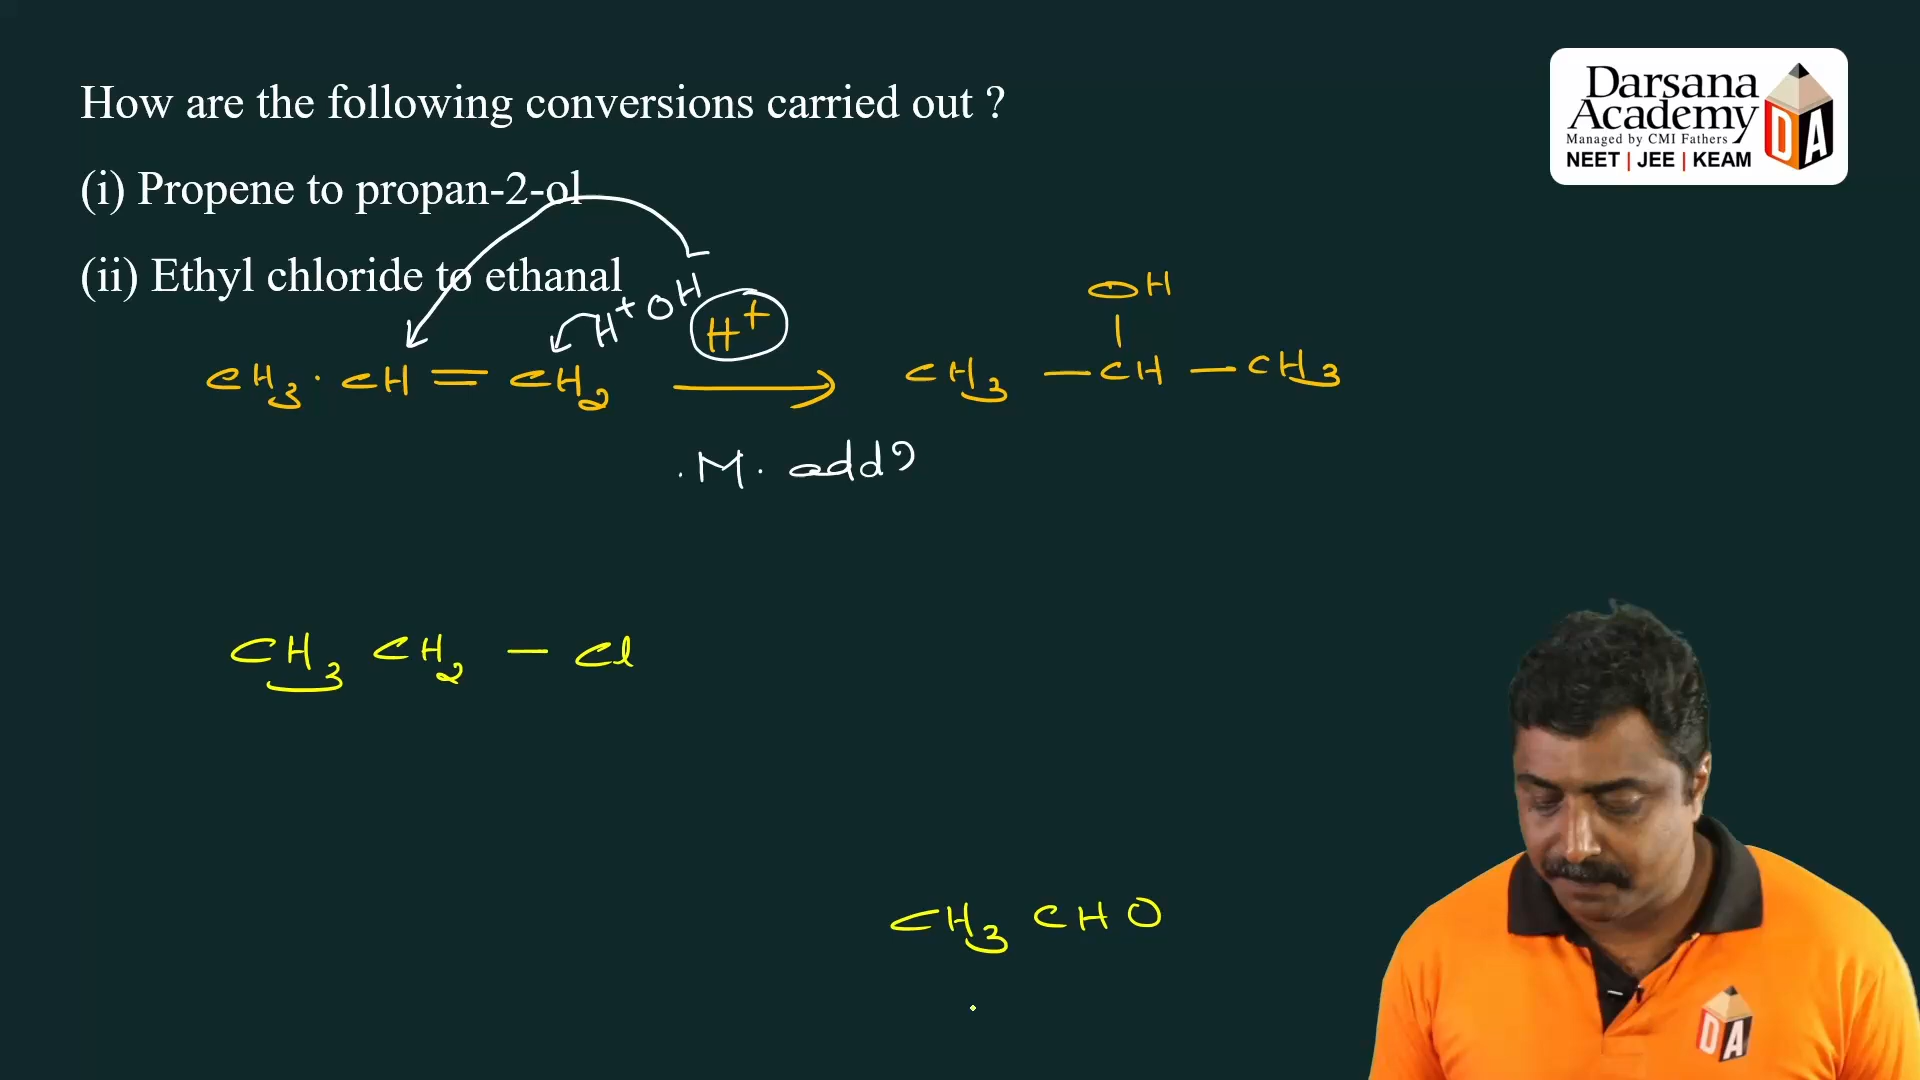 How are the following conversions carried out ?
Darsana
Academy
Managed by CMI Fathers
NEET | JEE | KEAM
DA
(i) Propene to propan-2-ol
(ii) Ethyl chloride to ethanal
H⁺ OH
H⁺
OH
CH₃ · CH = CH₂ → CH₃ — CH — CH₃
.M. addn
CH₃ CH₂ — Cl
CH₃ CHO
DA